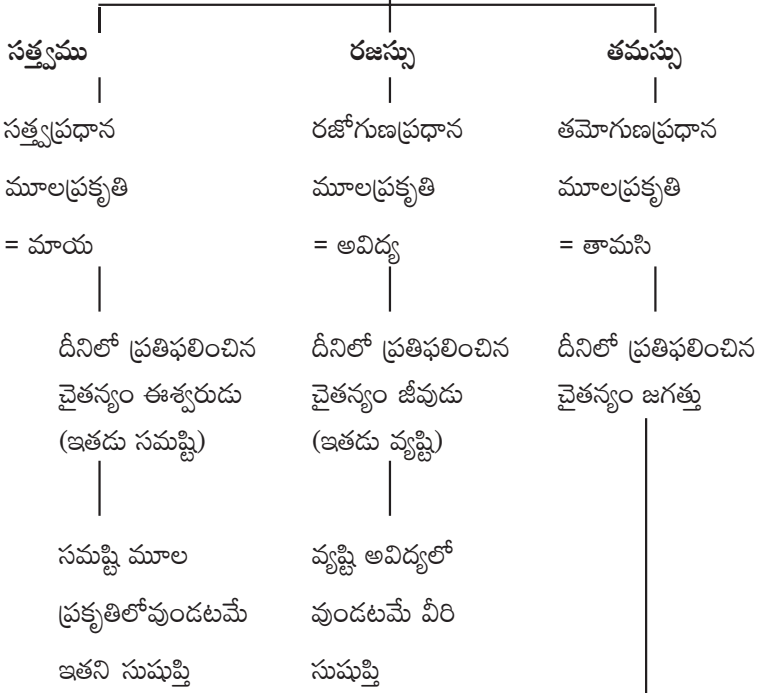 సత్త్వము
రజస్సు
తమస్సు
సత్త్వప్రధాన
మూలప్రకృతి
= మాయ
రజోగుణప్రధాన
మూలప్రకృతి
= అవిద్య
తమోగుణప్రధాన
మూలప్రకృతి
= తామసి
దీనిలో ప్రతిఫలించిన
చైతన్యం ఈశ్వరుడు
(ఇతడు సమష్టి)
దీనిలో ప్రతిఫలించిన
చైతన్యం జీవుడు
(ఇతడు వ్యష్టి)
దీనిలో ప్రతిఫలించిన
చైతన్యం జగత్తు
సమష్టి మూల
ప్రకృతిలోవుండటమే
ఇతని సుషుప్తి
వ్యష్టి అవిద్యలో
వుండటమే వీరి
సుషుప్తి